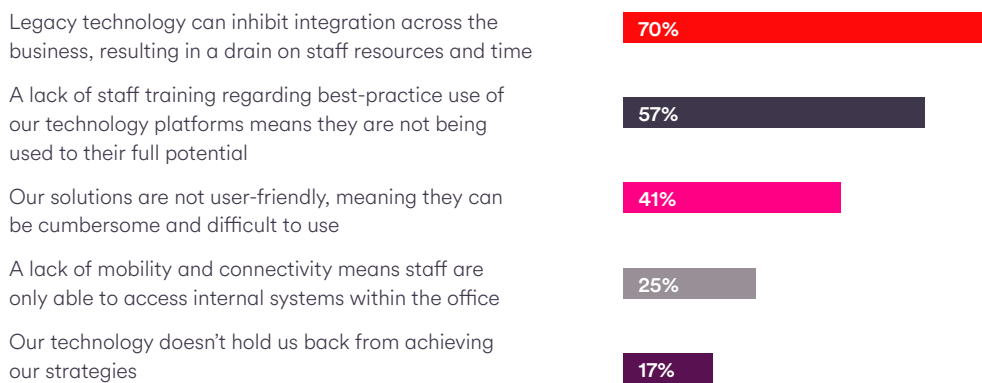 Legacy technology can inhibit integration across the
business, resulting in a drain on staff resources and time
70%
A lack of staff training regarding best-practice use of
our technology platforms means they are not being
used to their full potential
57%
Our solutions are not user-friendly, meaning they can
be cumbersome and difficult to use
41%
A lack of mobility and connectivity means staff are
only able to access internal systems within the office
25%
Our technology doesn’t hold us back from achieving
our strategies
17%